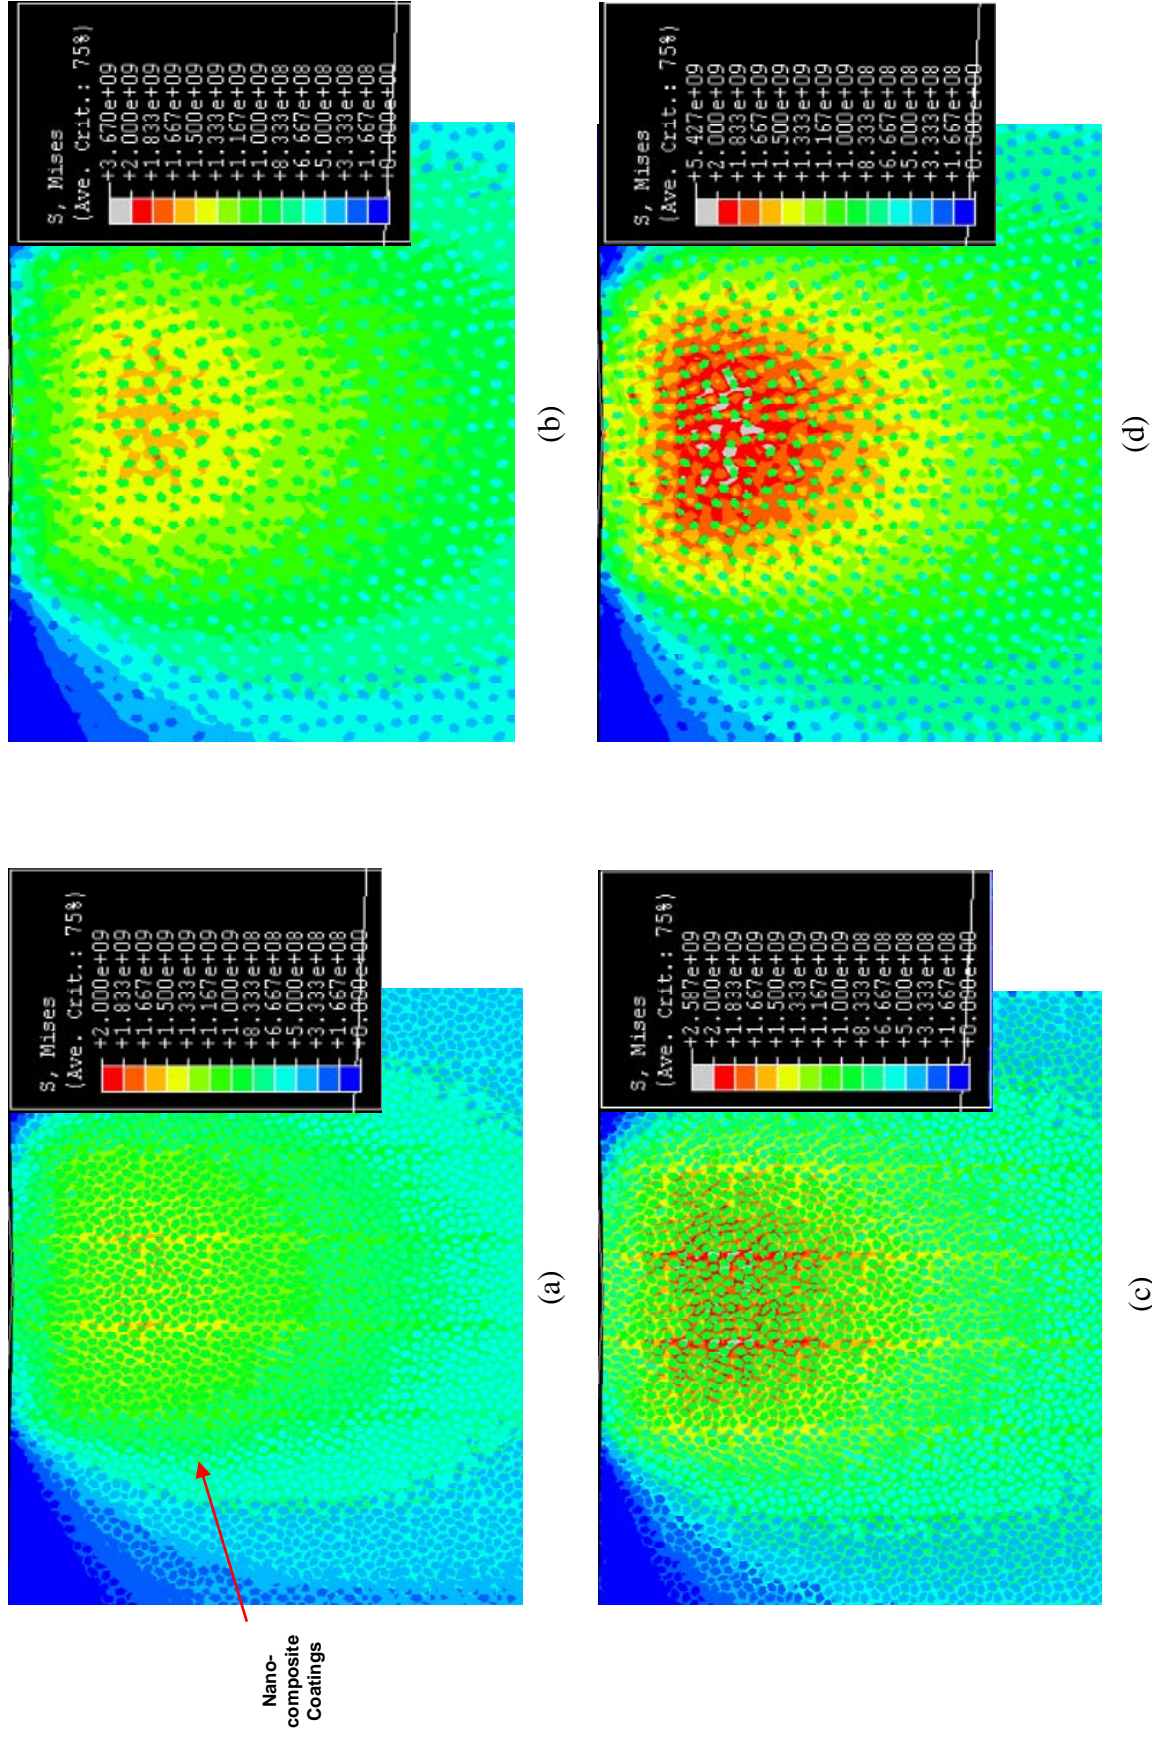 S, Mises
(Ave. Crit.: 75%)
+2.000e+09
+1.833e+09
+1.667e+09
+1.500e+09
+1.333e+09
+1.167e+09
+1.000e+09
+8.333e+08
+6.667e+08
+5.000e+08
+3.333e+08
+1.667e+08
+0.000e+00
Nano-
composite
Coatings
(a)
S, Mises
(Ave. Crit.: 75%)
+3.670e+09
+2.000e+09
+1.833e+09
+1.667e+09
+1.500e+09
+1.333e+09
+1.167e+09
+1.000e+09
+8.333e+08
+6.667e+08
+5.000e+08
+3.333e+08
+1.667e+08
+0.000e+00
(b)
S, Mises
(Ave. Crit.: 75%)
+2.587e+09
+2.000e+09
+1.833e+09
+1.667e+09
+1.500e+09
+1.333e+09
+1.167e+09
+1.000e+09
+8.333e+08
+6.667e+08
+5.000e+08
+3.333e+08
+1.667e+08
+0.000e+00
(c)
S, Mises
(Ave. Crit.: 75%)
+5.427e+09
+2.000e+09
+1.833e+09
+1.667e+09
+1.500e+09
+1.333e+09
+1.167e+09
+1.000e+09
+8.333e+08
+6.667e+08
+5.000e+08
+3.333e+08
+1.667e+08
+0.000e+00
(d)